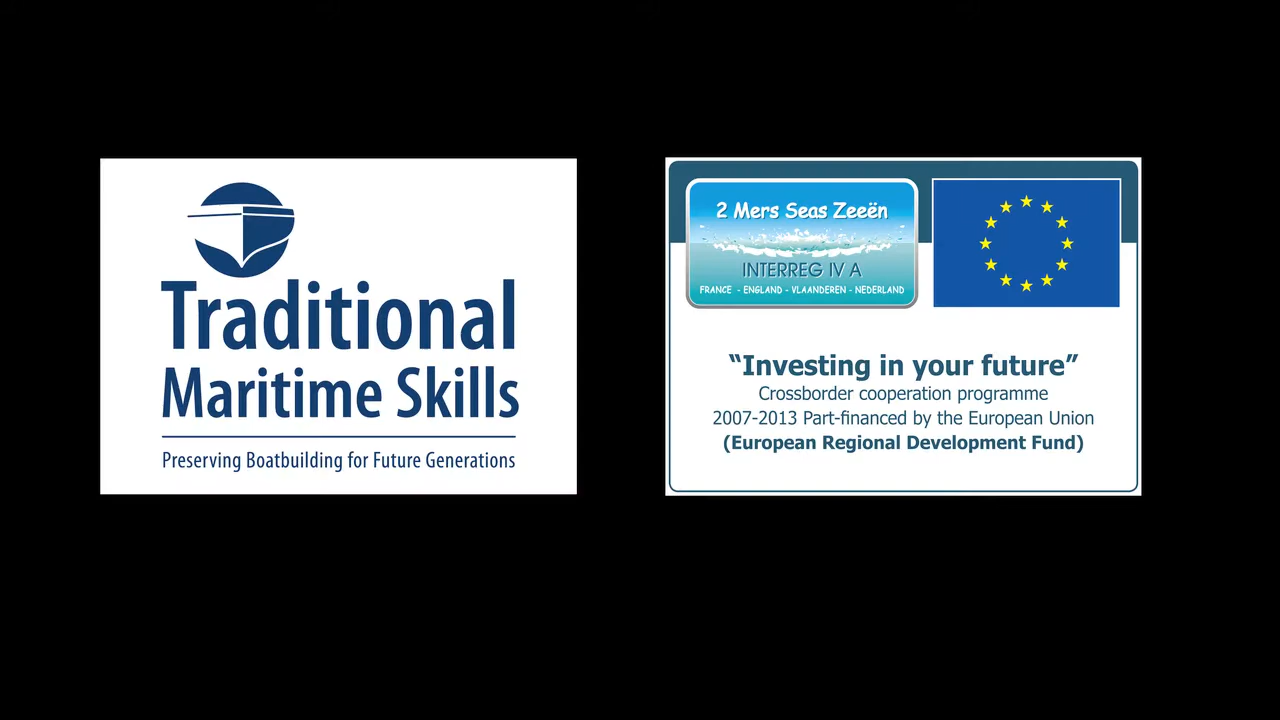 Traditional
Maritime Skills
Preserving Boatbuilding for Future Generations
2 Mers Seas Zeeën
INTERREG IV A
FRANCE - ENGLAND - VLAANDEREN - NEDERLAND
“Investing in your future”
Crossborder cooperation programme
2007-2013 Part-financed by the European Union
(European Regional Development Fund)